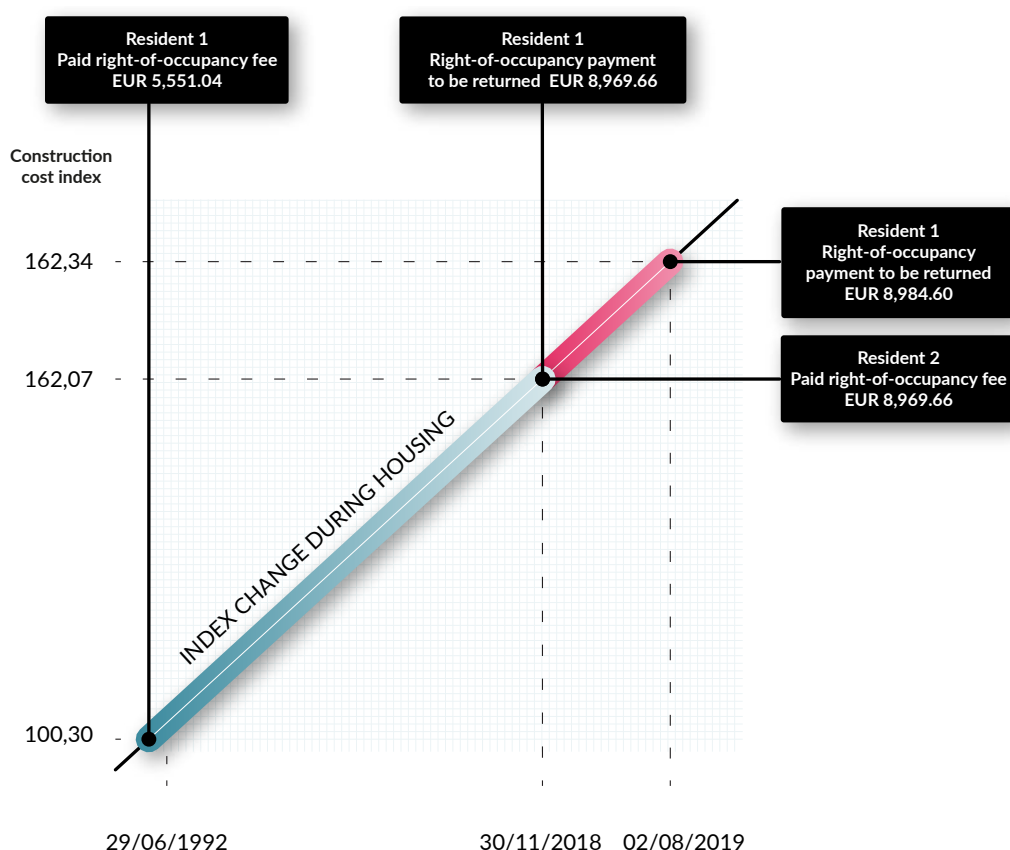 Resident 1
Paid right-of-occupancy fee
EUR 5,551.04
Resident 1
Right-of-occupancy payment
to be returned EUR 8,969.66
Construction
cost index
162,34
162,07
100,30
Resident 1
Right-of-occupancy
payment to be returned
EUR 8,984.60
Resident 2
Paid right-of-occupancy fee
EUR 8,969.66
INDEX CHANGE DURING HOUSING
29/06/1992
30/11/2018
02/08/2019